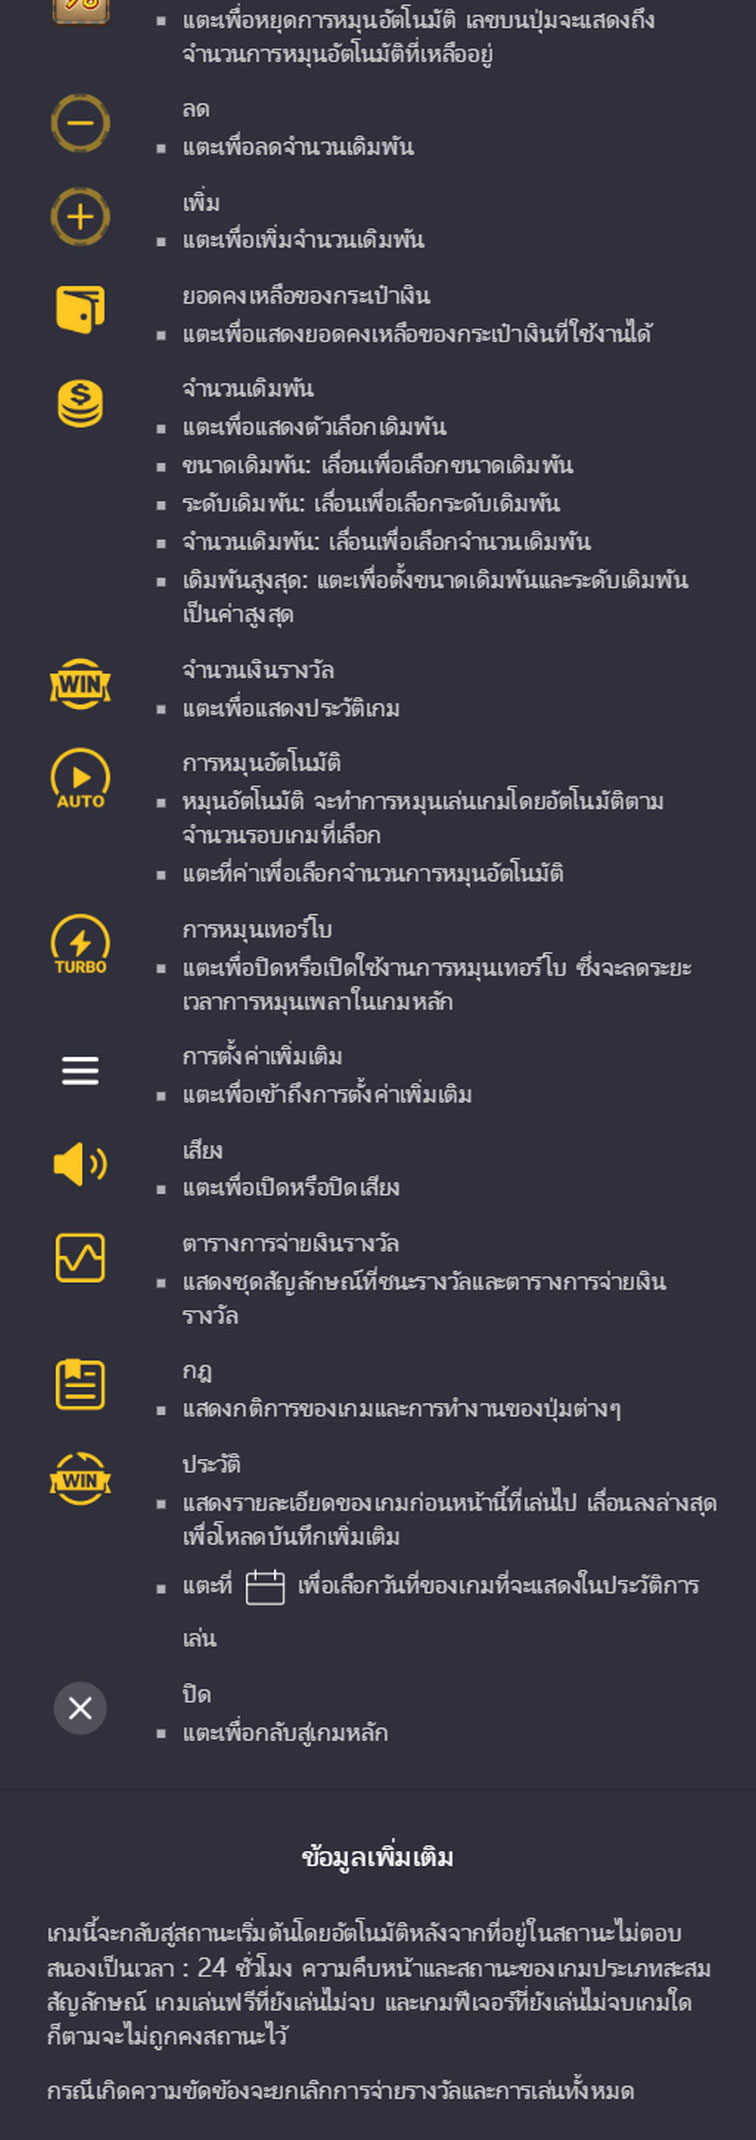 แตะเพื่อหยุดการหมุนอัตโนมัติ เลขบนปุ่มจะแสดงถึง
จำนวนการหมุนอัตโนมัติที่เหลืออยู่
ลด
แตะเพื่อลดจำนวนเดิมพัน
เพิ่ม
แตะเพื่อเพิ่มจำนวนเดิมพัน
ยอดคงเหลือของกระเป๋าเงิน
แตะเพื่อแสดงยอดคงเหลือของกระเป๋าเงินที่ใช้งานได้
จำนวนเดิมพัน
แตะเพื่อแสดงตัวเลือกเดิมพัน
ขนาดเดิมพัน: เลื่อนเพื่อเลือกขนาดเดิมพัน
ระดับเดิมพัน: เลื่อนเพื่อเลือกระดับเดิมพัน
จำนวนเดิมพัน: เลื่อนเพื่อเลือกจำนวนเดิมพัน
เดิมพันสูงสุด: แตะเพื่อตั้งขนาดเดิมพันและระดับเดิมพัน
เป็นค่าสูงสุด
WIN
จำนวนเงินรางวัล
แตะเพื่อแสดงประวัติเกม
AUTO
การหมุนอัตโนมัติ
หมุนอัตโนมัติ จะทำการหมุนเล่นเกมโดยอัตโนมัติตาม
จำนวนรอบเกมที่เลือก
แตะที่ค่าเพื่อเลือกจำนวนการหมุนอัตโนมัติ
TURBO
การหมุนเทอร์โบ
แตะเพื่อปิดหรือเปิดใช้งานการหมุนเทอร์โบ ซึ่งจะลดระยะ
เวลาการหมุนเพลาในเกมหลัก
การตั้งค่าเพิ่มเติม
แตะเพื่อเข้าถึงการตั้งค่าเพิ่มเติม
เสียง
แตะเพื่อเปิดหรือปิดเสียง
ตารางการจ่ายเงินรางวัล
แสดงชุดสัญลักษณ์ที่ชนะรางวัลและตารางการจ่ายเงิน
รางวัล
กฎ
แสดงกติการของเกมและการทำงานของปุ่มต่างๆ
WIN
ประวัติ
แสดงรายละเอียดของเกมก่อนหน้านี้ที่เล่นไป เลื่อนลงล่างสุด
เพื่อโหลดบันทึกเพิ่มเติม
แตะที่ เพื่อเลือกวันที่ของเกมที่จะแสดงในประวัติการ
เล่น
ปิด
แตะเพื่อกลับสู่เกมหลัก
ข้อมูลเพิ่มเติม
เกมนี้จะกลับสู่สถานะเริ่มต้นโดยอัตโนมัติหลังจากที่อยู่ในสถานะไม่ตอบ
สนองเป็นเวลา : 24 ชั่วโมง ความคืบหน้าและสถานะของเกมประเภทสะสม
สัญลักษณ์ เกมเล่นฟรีที่ยังเล่นไม่จบ และเกมฟีเจอร์ที่ยังเล่นไม่จบเกมใด
ก็ตามจะไม่ถูกคงสถานะไว้
กรณีเกิดความขัดข้องจะยกเลิกการจ่ายรางวัลและการเล่นทั้งหมด